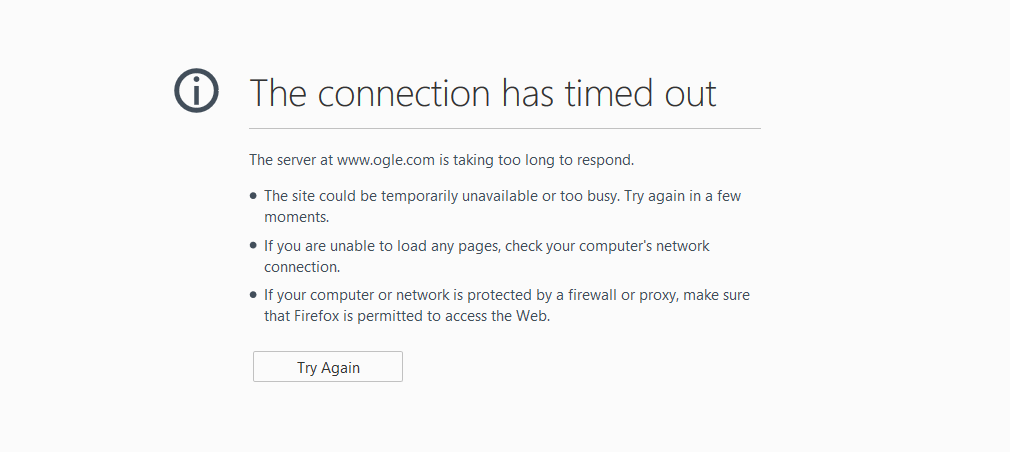 The connection has timed out
The server at www.ogle.com is taking too long to respond.
• The site could be temporarily unavailable or too busy. Try again in a few
moments.
• If you are unable to load any pages, check your computer's network
connection.
• If your computer or network is protected by a firewall or proxy, make sure
that Firefox is permitted to access the Web.
Try Again